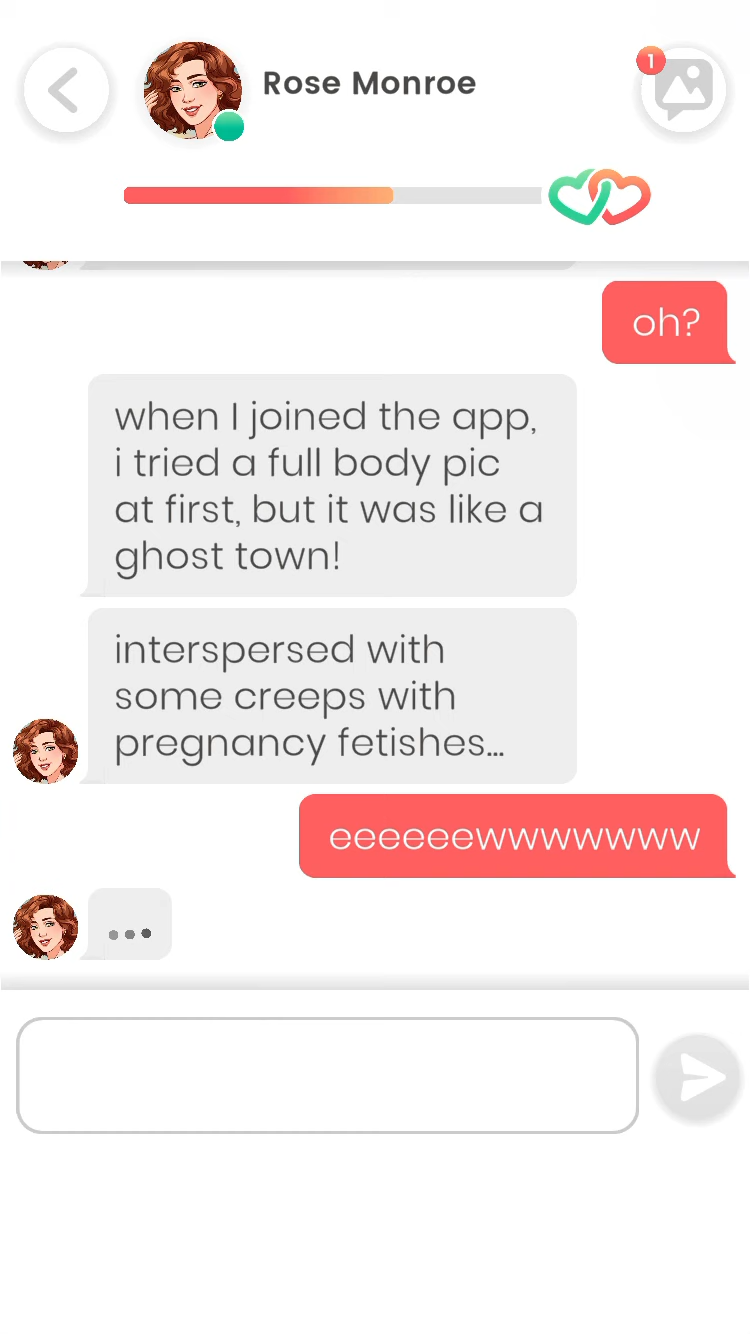 Rose Monroe
1
oh?
when I joined the app,
i tried a full body pic
at first, but it was like a
ghost town!
interspersed with
some creeps with
pregnancy fetishes...
eeeeeewwwwwww
...